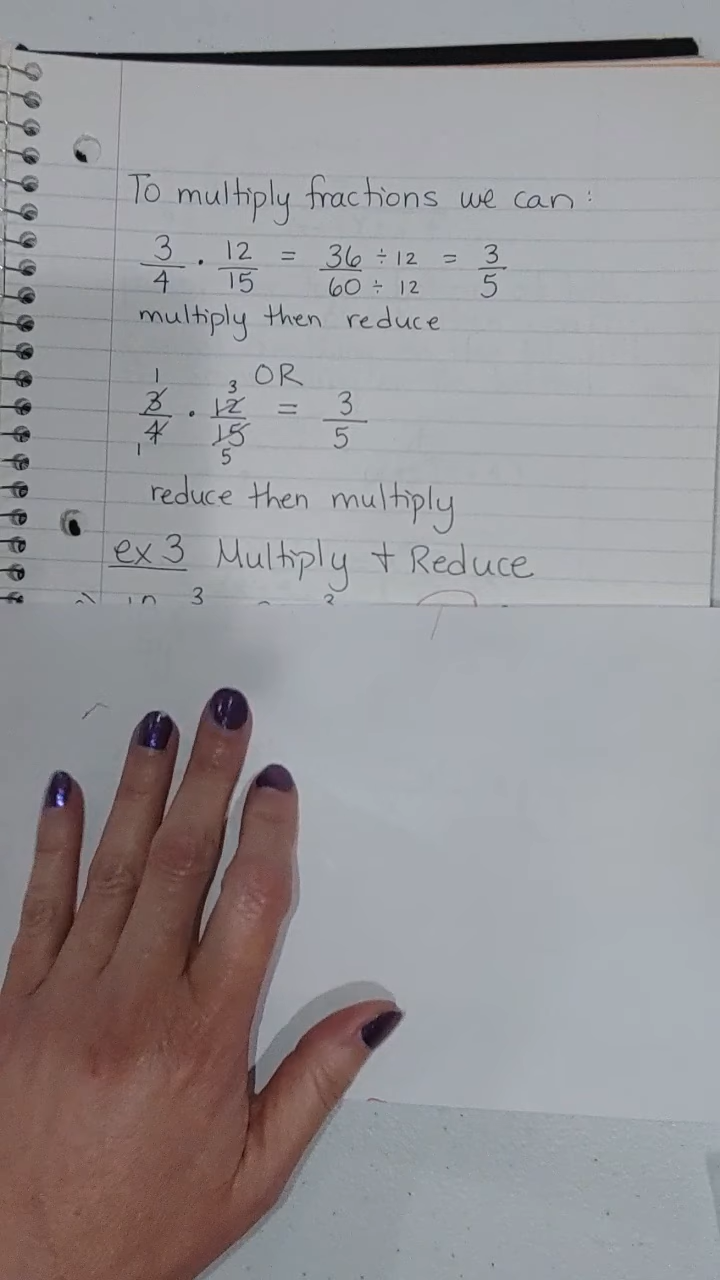 To multiply fractions we can:
3/4 · 12/15 = 36 ÷ 12 / 60 ÷ 12 = 3/5
multiply then reduce
OR
1 3
3/4 · 12/15 = 3/5
1 5
reduce then multiply
ex 3 Multiply + Reduce